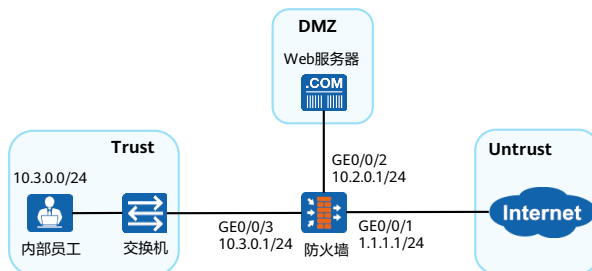 DMZ
Web服务器
.COM
Trust
Untrust
10.3.0.0/24
GE0/0/2
10.2.0.1/24
Internet
GE0/0/3
10.3.0.1/24
GE0/0/1
1.1.1.1/24
内部员工
交换机
防火墙